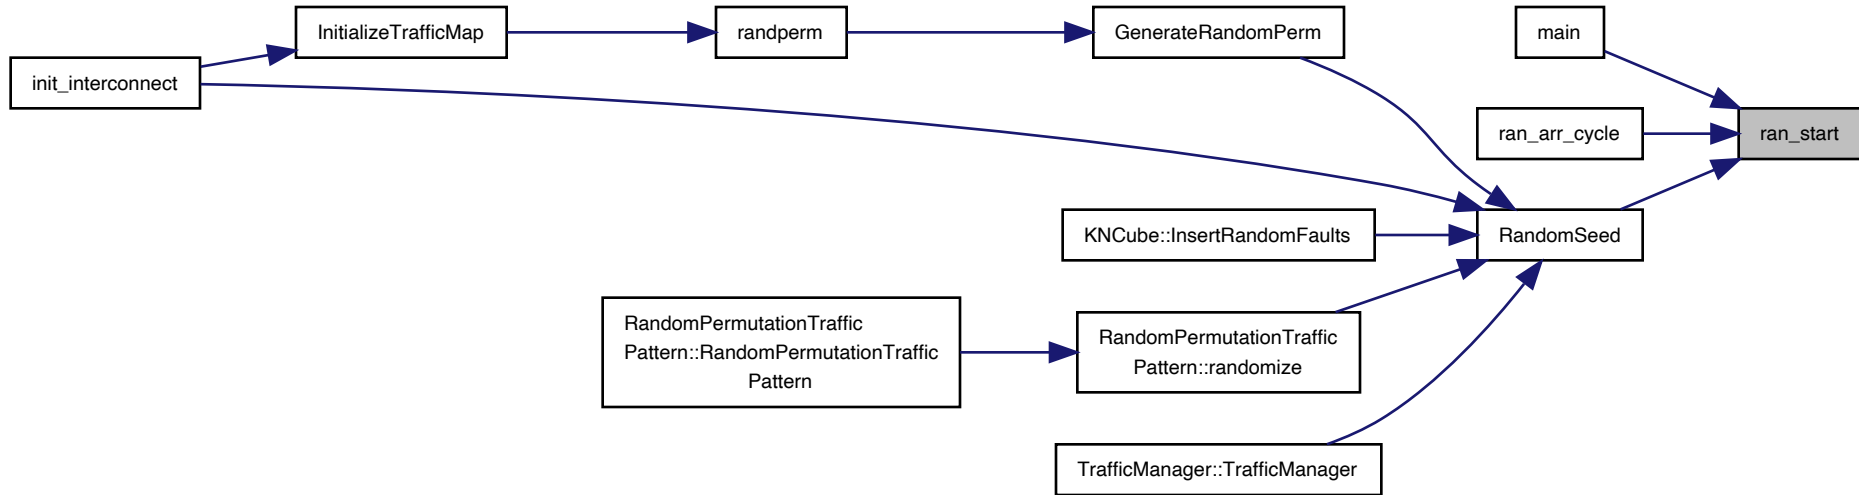 InitializeTrafficMap
randperm
GenerateRandomPerm
main
init_interconnect
ran_arr_cycle
ran_start
KNCube::InsertRandomFaults
RandomSeed
RandomPermutationTraffic
Pattern::RandomPermutationTraffic
Pattern
RandomPermutationTraffic
Pattern::randomize
TrafficManager::TrafficManager